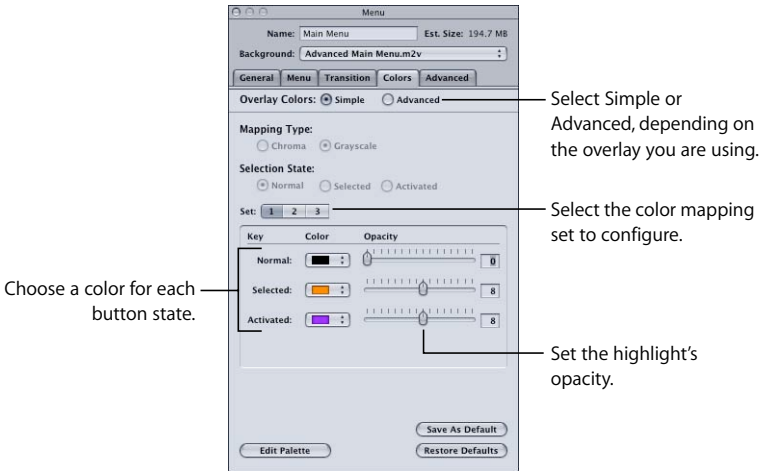 Menu
Name: Main Menu Est. Size: 194.7 MB
Background: Advanced Main Menu.m2v
General Menu Transition Colors Advanced
Overlay Colors: Simple Advanced
Select Simple or
Advanced, depending on
the overlay you are using.
Mapping Type:
Chroma Grayscale
Selection State:
Normal Selected Activated
Set: 1 2 3
Select the color mapping
set to configure.
Key Color Opacity
Normal: 0
Selected: 8
Activated: 8
Choose a color for each
button state.
Set the highlight's
opacity.
Save As Default
Edit Palette Restore Defaults